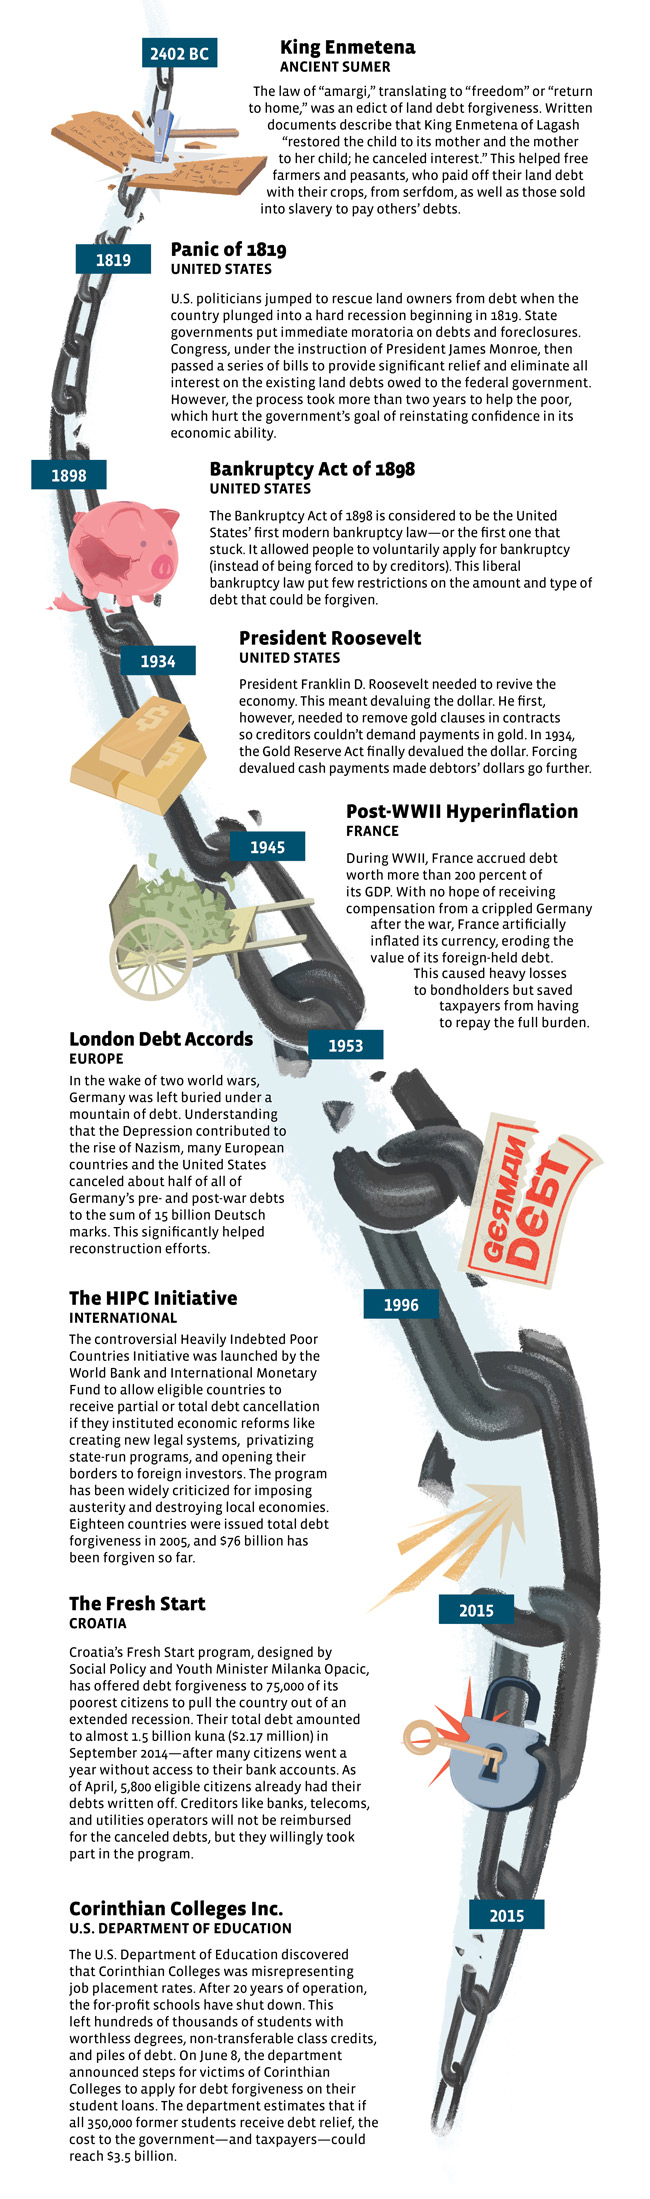 2402 BC
King Enmetena
ANCIENT SUMER
The law of “amargi,” translating to “freedom” or “return
to home,” was an edict of land debt forgiveness. Written
documents describe that King Enmetena of Lagash
“restored the child to its mother and the mother
to her child; he canceled interest.” This helped free
farmers and peasants, who paid off their land debt
with their crops, from serfdom, as well as those sold
into slavery to pay others’ debts.
1819
Panic of 1819
UNITED STATES
U.S. politicians jumped to rescue land owners from debt when the
country plunged into a hard recession beginning in 1819. State
governments put immediate moratoria on debts and foreclosures.
Congress, under the instruction of President James Monroe, then
passed a series of bills to provide significant relief and eliminate all
interest on the existing land debts owed to the federal government.
However, the process took more than two years to help the poor,
which hurt the government’s goal of reinstating confidence in its
economic ability.
1898
Bankruptcy Act of 1898
UNITED STATES
The Bankruptcy Act of 1898 is considered to be the United
States’ first modern bankruptcy law—or the first one that
stuck. It allowed people to voluntarily apply for bankruptcy
(instead of being forced to by creditors). This liberal
bankruptcy law put few restrictions on the amount and type of
debt that could be forgiven.
1934
President Roosevelt
UNITED STATES
President Franklin D. Roosevelt needed to revive the
economy. This meant devaluing the dollar. He first,
however, needed to remove gold clauses in contracts
so creditors couldn’t demand payments in gold. In 1934,
the Gold Reserve Act finally devalued the dollar. Forcing
devalued cash payments made debtors’ dollars go further.
$
$
1945
Post-WWII Hyperinflation
FRANCE
During WWII, France accrued debt
worth more than 200 percent of
its GDP. With no hope of receiving
compensation from a crippled Germany
after the war, France artificially
inflated its currency, eroding the
value of its foreign-held debt.
This caused heavy losses
to bondholders but saved
taxpayers from having
to repay the full burden.
1953
London Debt Accords
EUROPE
In the wake of two world wars,
Germany was left buried under a
mountain of debt. Understanding
that the Depression contributed to
the rise of Nazism, many European
countries and the United States
canceled about half of all of
Germany’s pre- and post-war debts
to the sum of 15 billion Deutsch
marks. This significantly helped
reconstruction efforts.
GERMAN
DEBT
1996
The HIPC Initiative
INTERNATIONAL
The controversial Heavily Indebted Poor
Countries Initiative was launched by the
World Bank and International Monetary
Fund to allow eligible countries to
receive partial or total debt cancellation
if they instituted economic reforms like
creating new legal systems, privatizing
state-run programs, and opening their
borders to foreign investors. The program
has been widely criticized for imposing
austerity and destroying local economies.
Eighteen countries were issued total debt
forgiveness in 2005, and $76 billion has
been forgiven so far.
2015
The Fresh Start
CROATIA
Croatia’s Fresh Start program, designed by
Social Policy and Youth Minister Milanka Opacic,
has offered debt forgiveness to 75,000 of its
poorest citizens to pull the country out of an
extended recession. Their total debt amounted
to almost 1.5 billion kuna ($2.17 million) in
September 2014—after many citizens went a
year without access to their bank accounts. As
of April, 5,800 eligible citizens already had their
debts written off. Creditors like banks, telecoms,
and utilities operators will not be reimbursed
for the canceled debts, but they willingly took
part in the program.
2015
Corinthian Colleges Inc.
U.S. DEPARTMENT OF EDUCATION
The U.S. Department of Education discovered
that Corinthian Colleges was misrepresenting
job placement rates. After 20 years of operation,
the for-profit schools have shut down. This
left hundreds of thousands of students with
worthless degrees, non-transferable class credits,
and piles of debt. On June 8, the department
announced steps for victims of Corinthian
Colleges to apply for debt forgiveness on their
student loans. The department estimates that if
all 350,000 former students receive debt relief, the
cost to the government—and taxpayers—could
reach $3.5 billion.